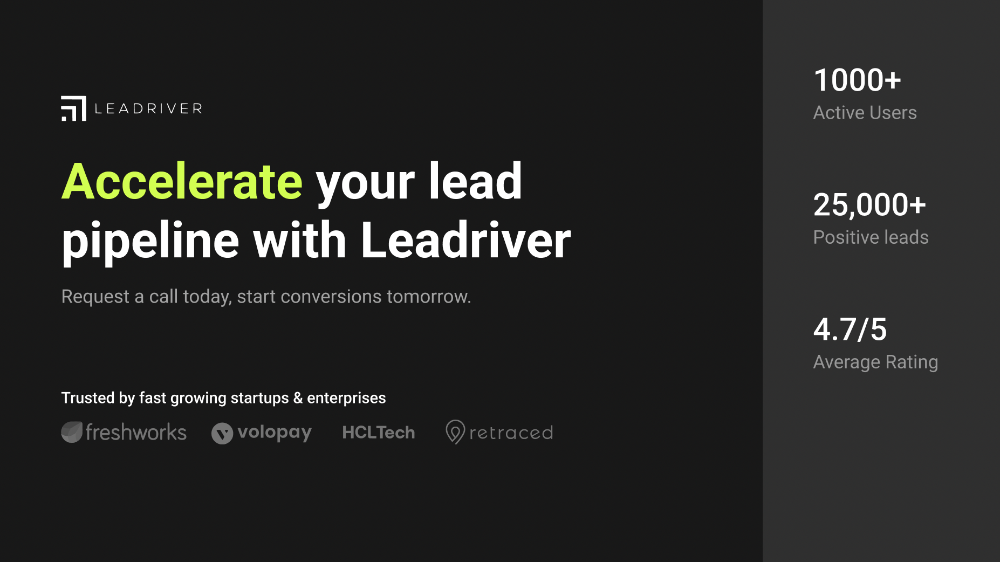 LEADRIVER
Accelerate your lead
pipeline with Leadriver
Request a call today, start conversions tomorrow.
Trusted by fast growing startups & enterprises
freshworks
volopay
HCLTech
retraced
1000+
Active Users
25,000+
Positive leads
4.7/5
Average Rating